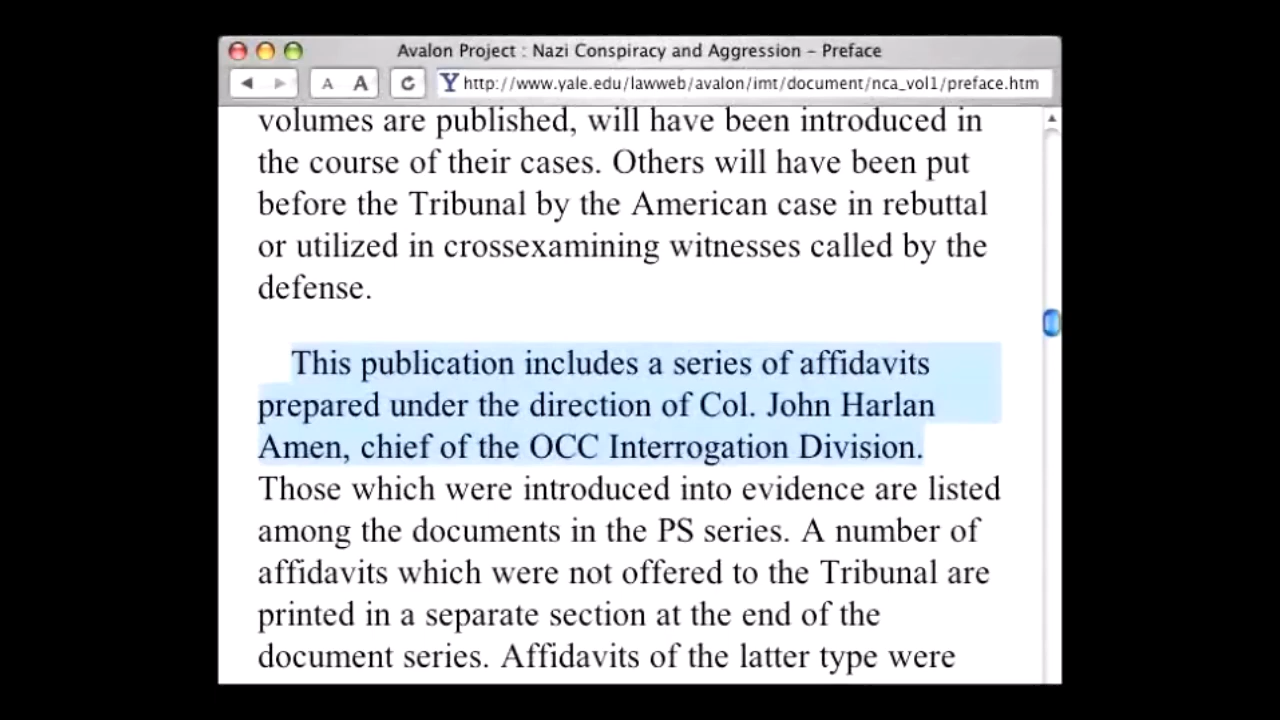 Avalon Project : Nazi Conspiracy and Aggression – Preface
A A
Y http://www.yale.edu/lawweb/avalon/imt/document/nca_vol1/preface.htm
volumes are published, will have been introduced in
the course of their cases. Others will have been put
before the Tribunal by the American case in rebuttal
or utilized in crossexamining witnesses called by the
defense.
This publication includes a series of affidavits
prepared under the direction of Col. John Harlan
Amen, chief of the OCC Interrogation Division.
Those which were introduced into evidence are listed
among the documents in the PS series. A number of
affidavits which were not offered to the Tribunal are
printed in a separate section at the end of the
document series. Affidavits of the latter type were